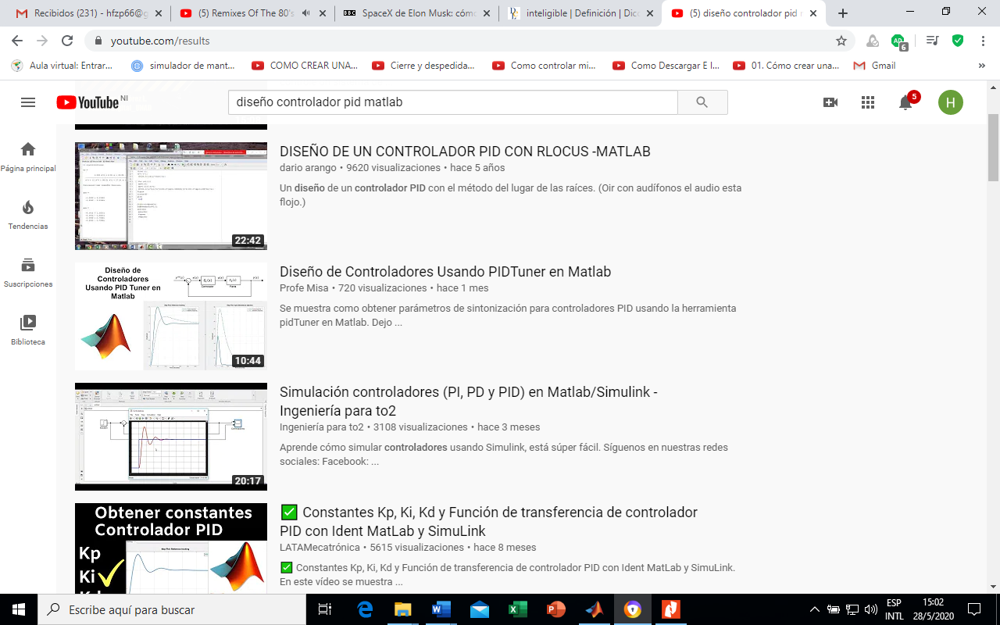 Recibidos (231) - hfzp66@g
(5) Remixes Of The 80's
BBC SpaceX de Elon Musk: cómo
inteligible | Definición | Dicc
(5) diseño controlador pid m
youtube.com/results
6
Aula virtual: Entrar...
simulador de mant...
COMO CREAR UNA...
Cierre y despedida...
Como controlar mi...
Como Descargar E I...
01. Cómo crear una...
Gmail
»
YouTube NI
diseño controlador pid matlab
5
H
Página principal
Tendencias
Suscripciones
Biblioteca
22:42
DISEÑO DE UN CONTROLADOR PID CON RLOCUS -MATLAB
dario arango • 9620 visualizaciones • hace 5 años
Un diseño de un controlador PID con el método del lugar de las raíces. (Oir con audífonos el audio esta
flojo.)
Diseño de
Controladores
Usando PID Tuner en
Matlab
10:44
Diseño de Controladores Usando PIDTuner en Matlab
Profe Misa • 720 visualizaciones • hace 1 mes
Se muestra como obtener parámetros de sintonización para controladores PID usando la herramienta
pidTuner en Matlab. Dejo ...
20:17
Simulación controladores (PI, PD y PID) en Matlab/Simulink -
Ingeniería para to2
Ingeniería para to2 • 3108 visualizaciones • hace 3 meses
Aprende cómo simular controladores usando Simulink, está súper fácil. Síguenos en nuestras redes
sociales: Facebook: ...
Obtener constantes
Controlador PID
Kp
Ki
Kd
✅ Constantes Kp, Ki, Kd y Función de transferencia de controlador
PID con Ident MatLab y SimuLink
LATAMecatrónica • 5615 visualizaciones • hace 8 meses
✅ Constantes Kp, Ki, Kd y Función de transferencia de controlador PID con Ident MatLab y SimuLink.
En este vídeo se muestra ...
Escribe aquí para buscar
ESP
INTL
15:02
28/5/2020